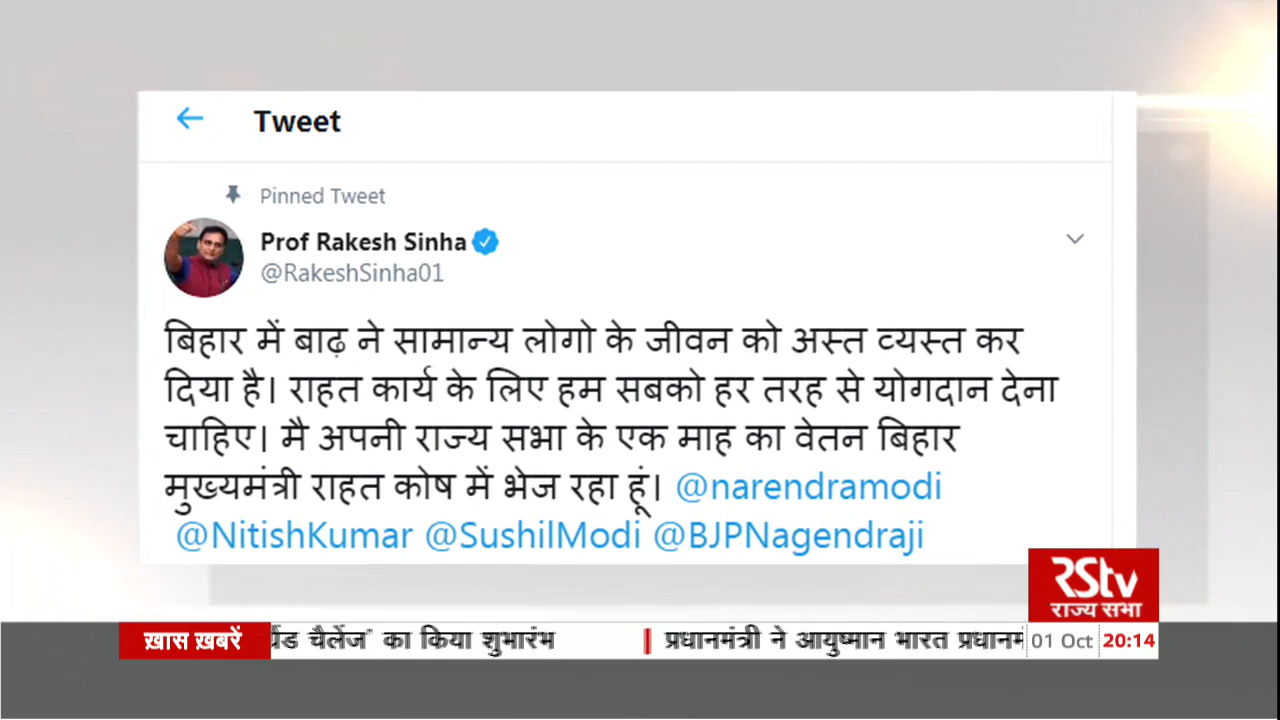 Tweet
Pinned Tweet
Prof Rakesh Sinha
@RakeshSinha01
बिहार में बाढ़ ने सामान्य लोगो के जीवन को अस्त व्यस्त कर
दिया है। राहत कार्य के लिए हम सबको हर तरह से योगदान देना
चाहिए। मै अपनी राज्य सभा के एक माह का वेतन बिहार
मुख्यमंत्री राहत कोष में भेज रहा हूं। @narendramodi
@NitishKumar @SushilModi @BJPNagendraji
RStv
राज्य सभा
ख़ास ख़बरें चैलेंज" का किया शुभारंभ | प्रधानमंत्री ने आयुष्मान भारत 01 Oct 20:14